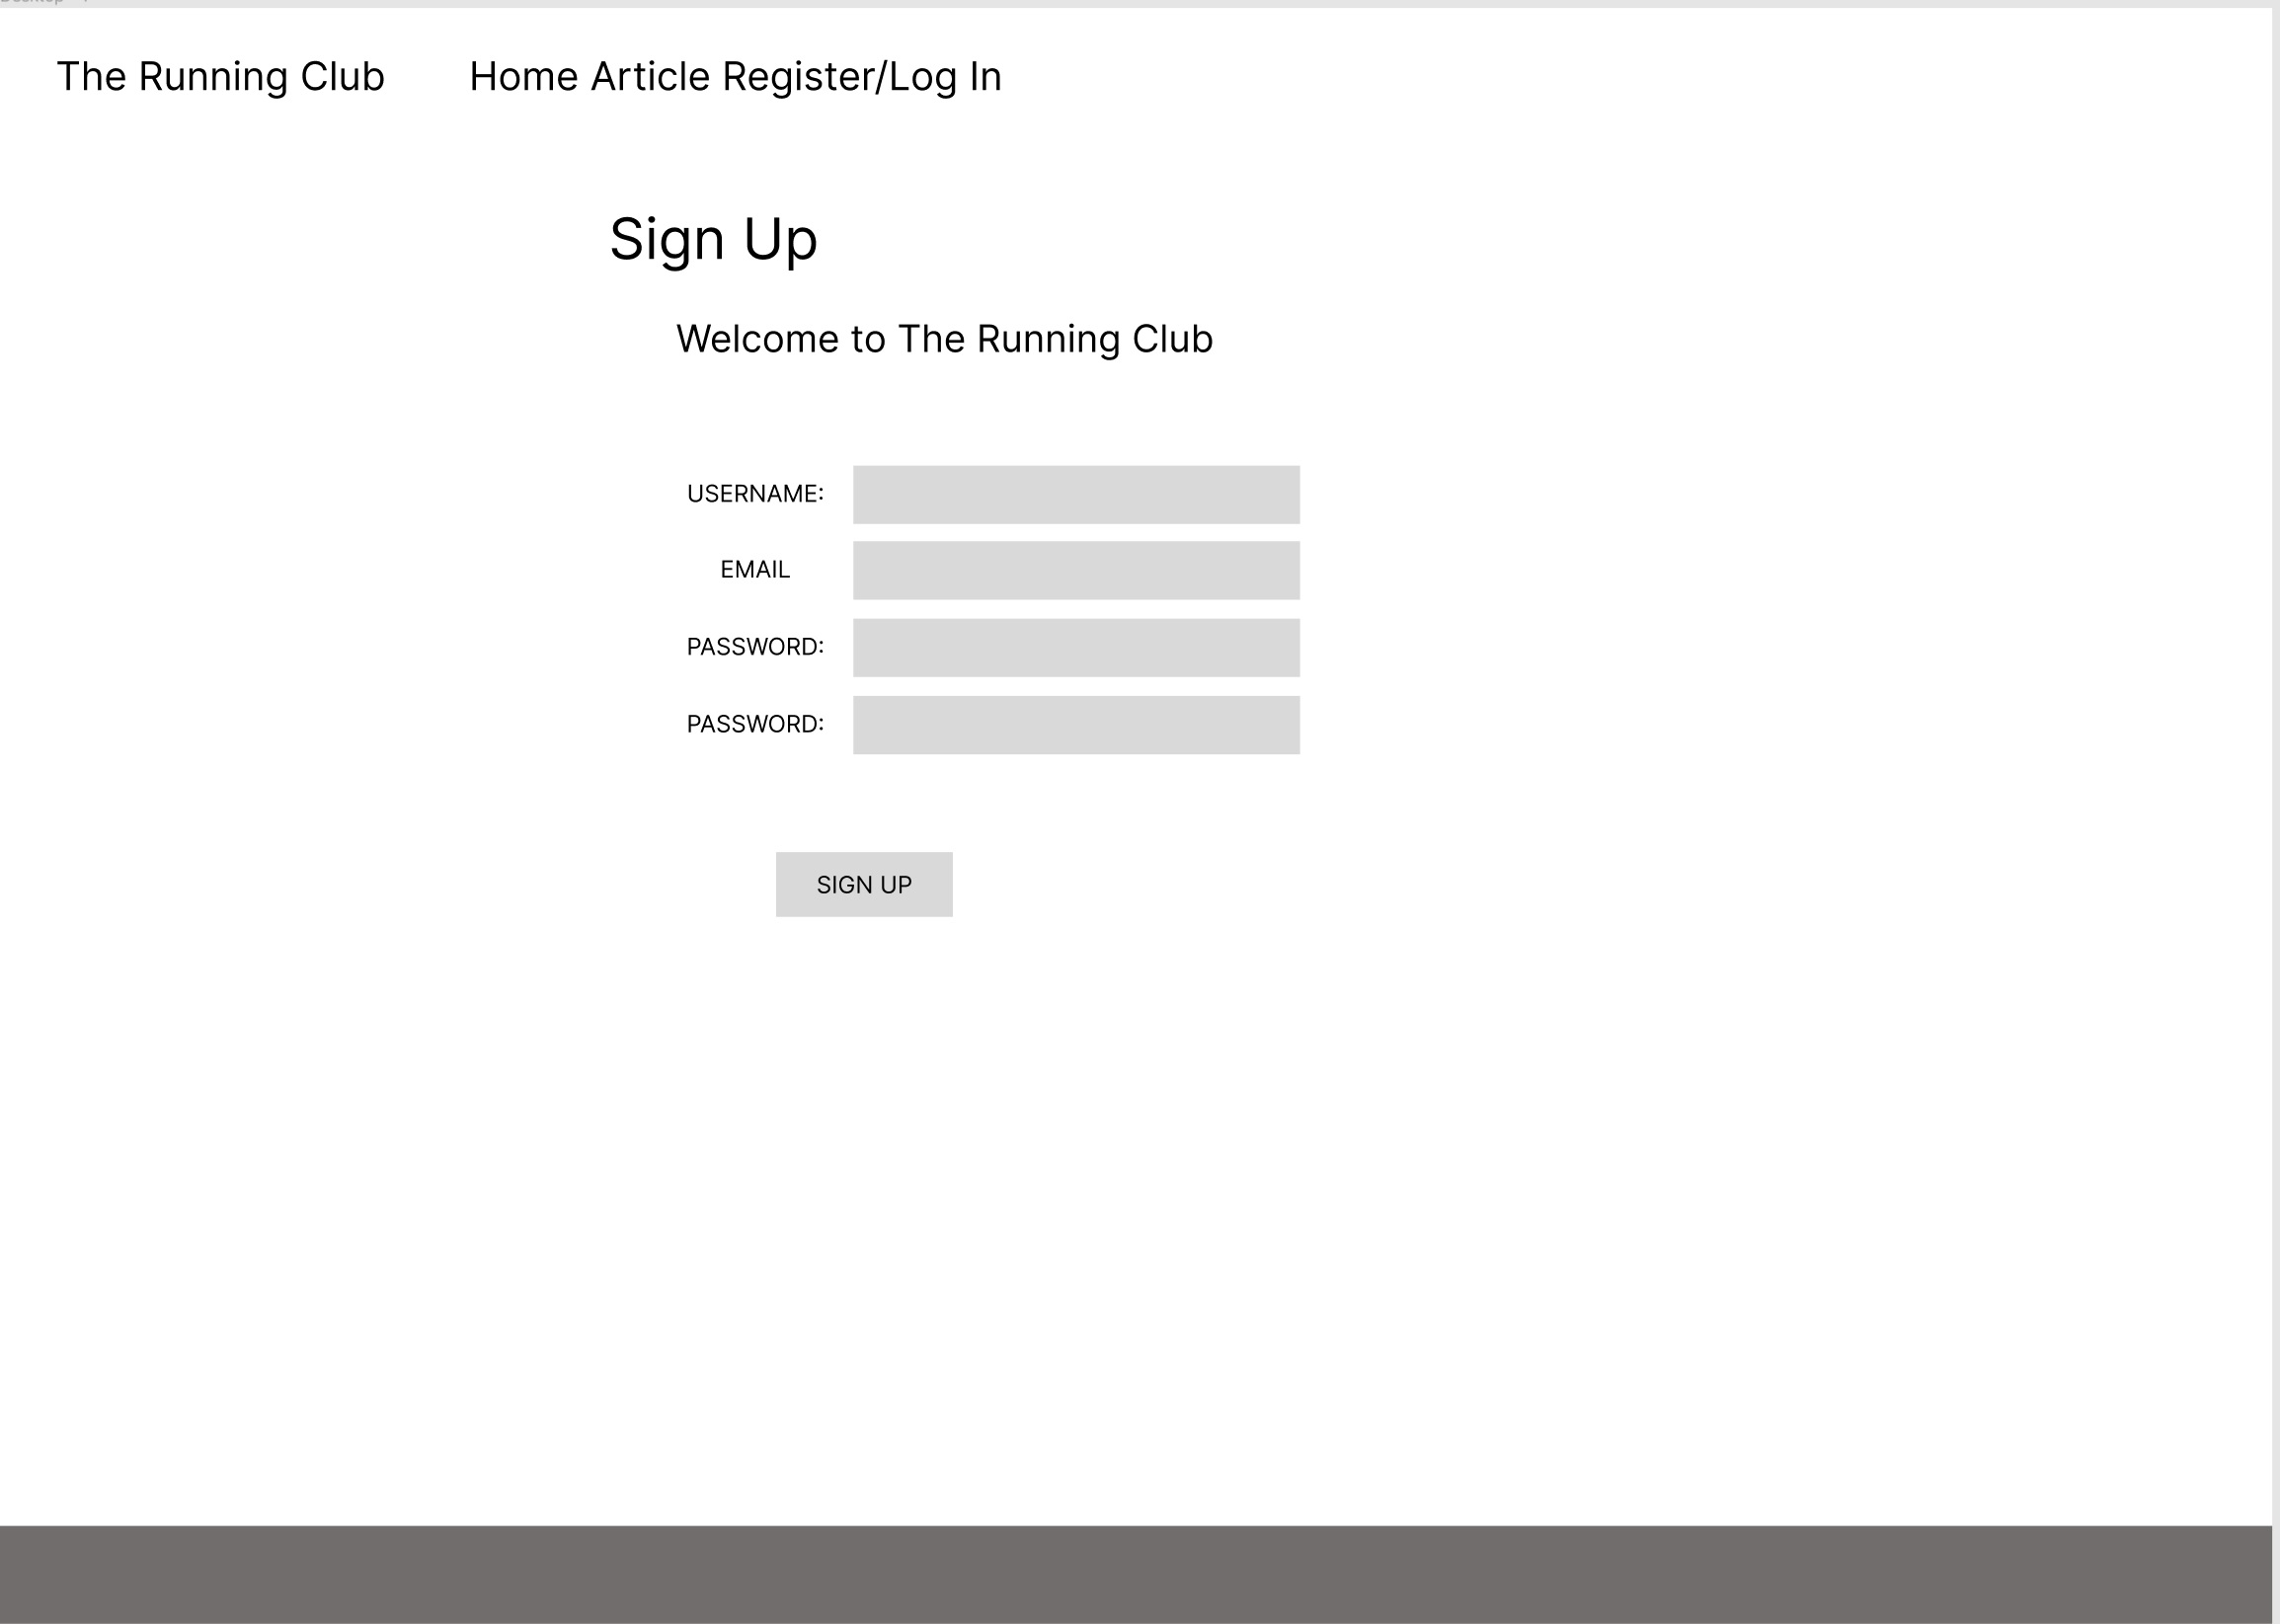 The Running Club Home Article Register/Log In
Sign Up
Welcome to The Running Club
USERNAME:
EMAIL
PASSWORD:
PASSWORD:
SIGN UP